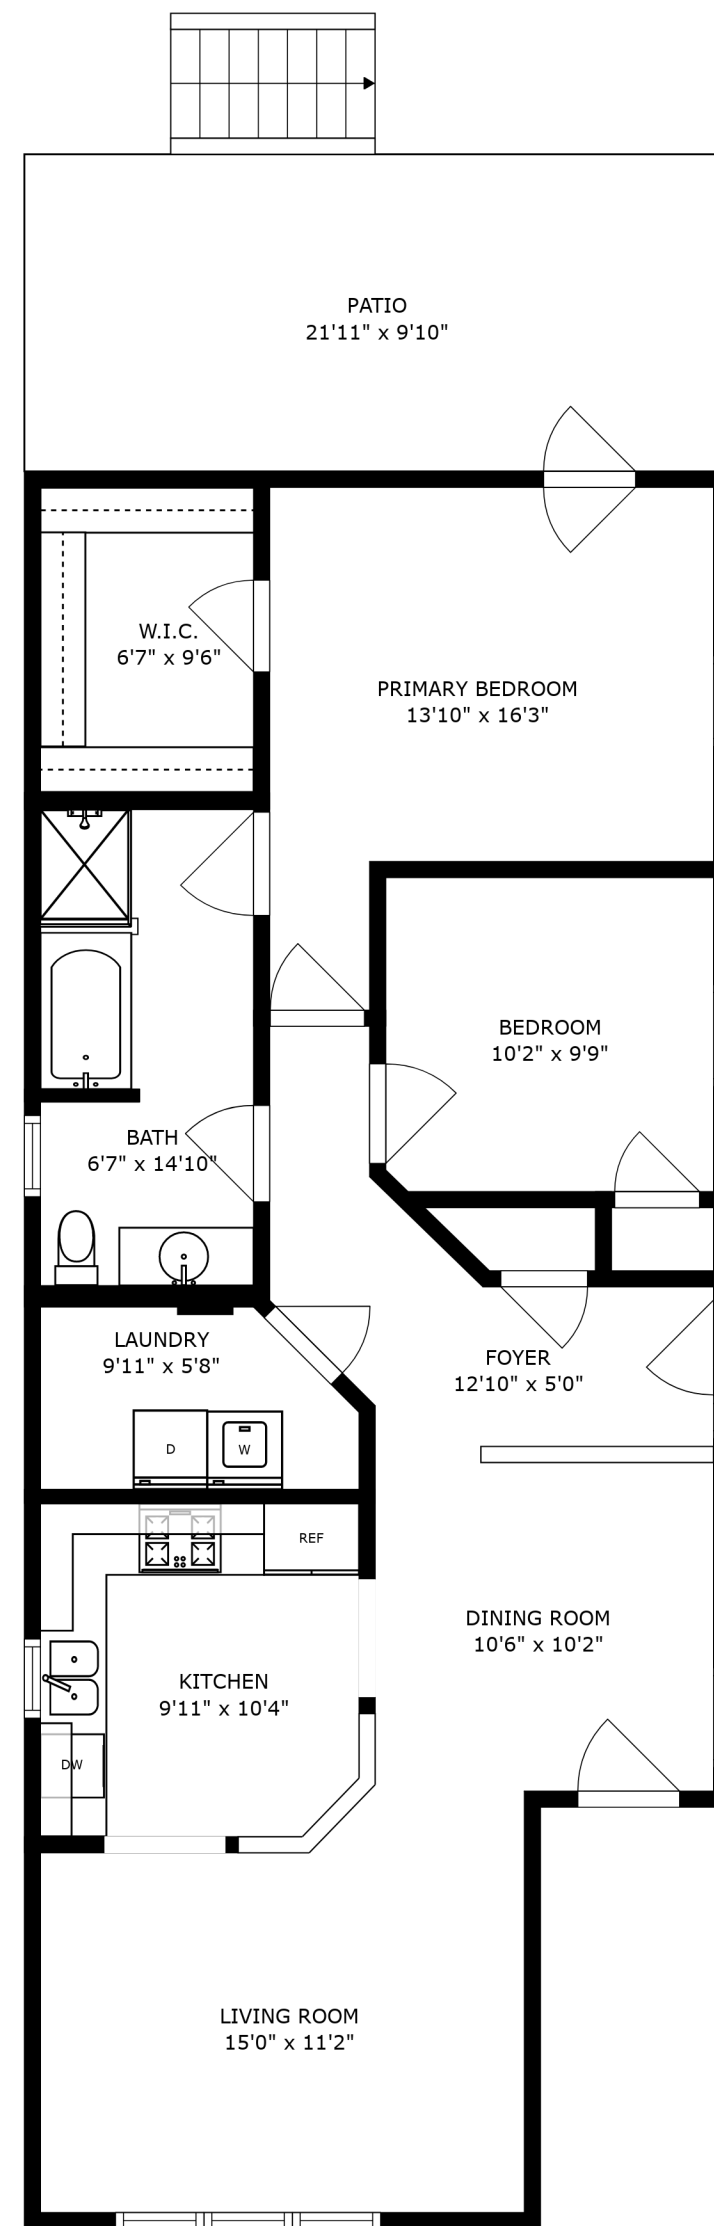 PATIO
21'11" x 9'10"
W.I.C.
6'7" x 9'6"
PRIMARY BEDROOM
13'10" x 16'3"
BEDROOM
10'2" x 9'9"
BATH
6'7" x 14'10"
LAUNDRY
9'11" x 5'8"
FOYER
12'10" x 5'0"
D
W
REF
DINING ROOM
10'6" x 10'2"
KITCHEN
9'11" x 10'4"
DW
LIVING ROOM
15'0" x 11'2"